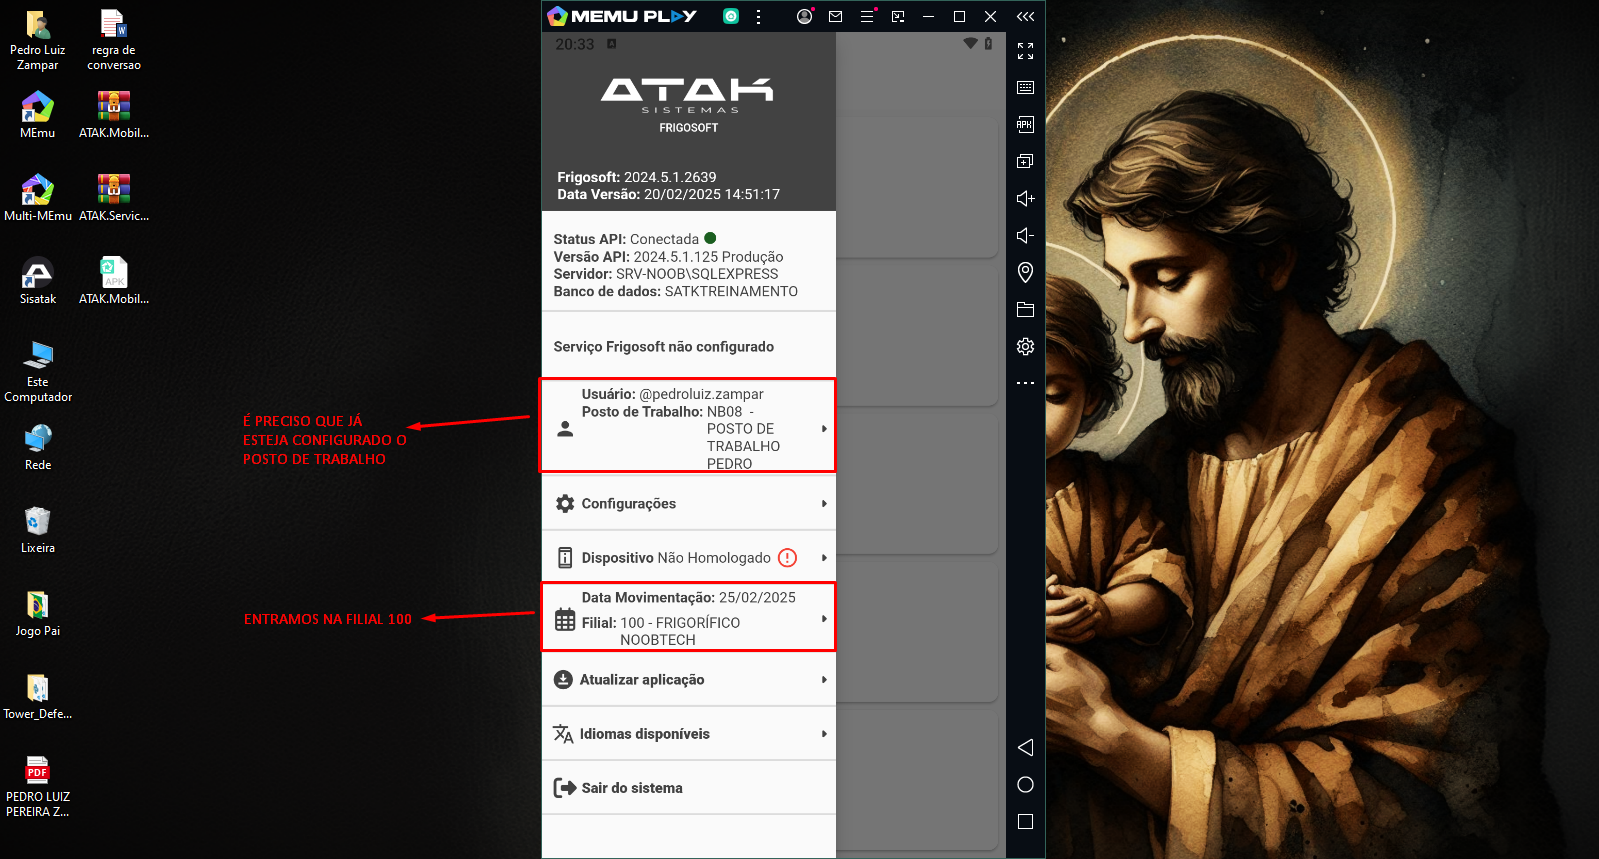 Pedro Luiz
Zampar
regra de
conversao
MEmu
ATAK.Mobil...
Multi-MEmu
ATAK.Servic...
Sisatak
APK
ATAK.Mobil...
Este
Computador
Rede
Lixeira
Jogo Pai
Tower_Defe...
PDF
PEDRO LUIZ
PEREIRA Z...
É PRECISO QUE JÁ
ESTEJA CONFIGURADO O
POSTO DE TRABALHO
ENTRAMOS NA FILIAL 100
MEMU PLAY
20:33
ATAK
SISTEMAS
FRIGOSOFT
Frigosoft: 2024.5.1.2639
Data Versão: 20/02/2025 14:51:17
Status API: Conectada
Versão API: 2024.5.1.125 Produção
Servidor: SRV-NOOB\SQLEXPRESS
Banco de dados: SATKTREINAMENTO
Serviço Frigosoft não configurado
Usuário: @pedroluiz.zampar
Posto de Trabalho: NB08 -
POSTO DE
TRABALHO
PEDRO
Configurações
Dispositivo Não Homologado
Data Movimentação: 25/02/2025
Filial: 100 - FRIGORÍFICO
NOOBTECH
Atualizar aplicação
Idiomas disponíveis
Sair do sistema
APK